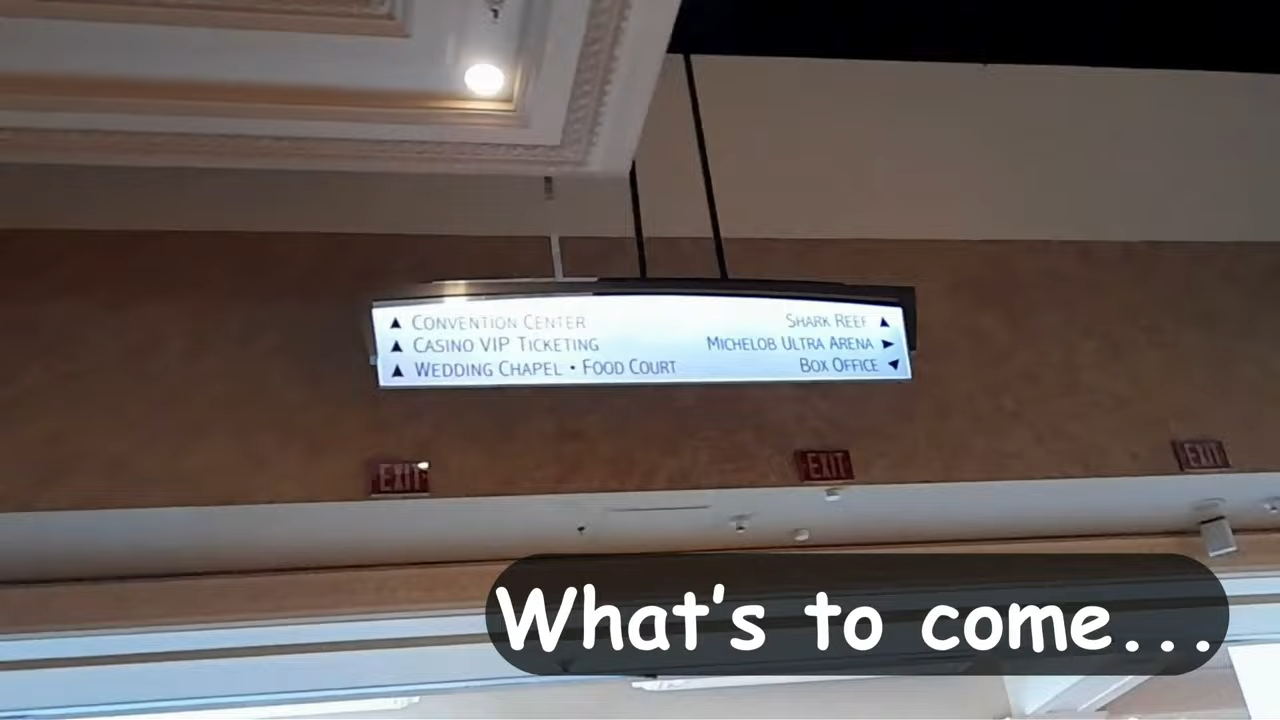 ▲ CONVENTION CENTER
▲ CASINO VIP TICKETING
▲ WEDDING CHAPEL • FOOD COURT
SHARK REEF ▲
MICHELOB ULTRA ARENA ►
BOX OFFICE ◀
EXIT
EXIT
EXIT
What's to come...